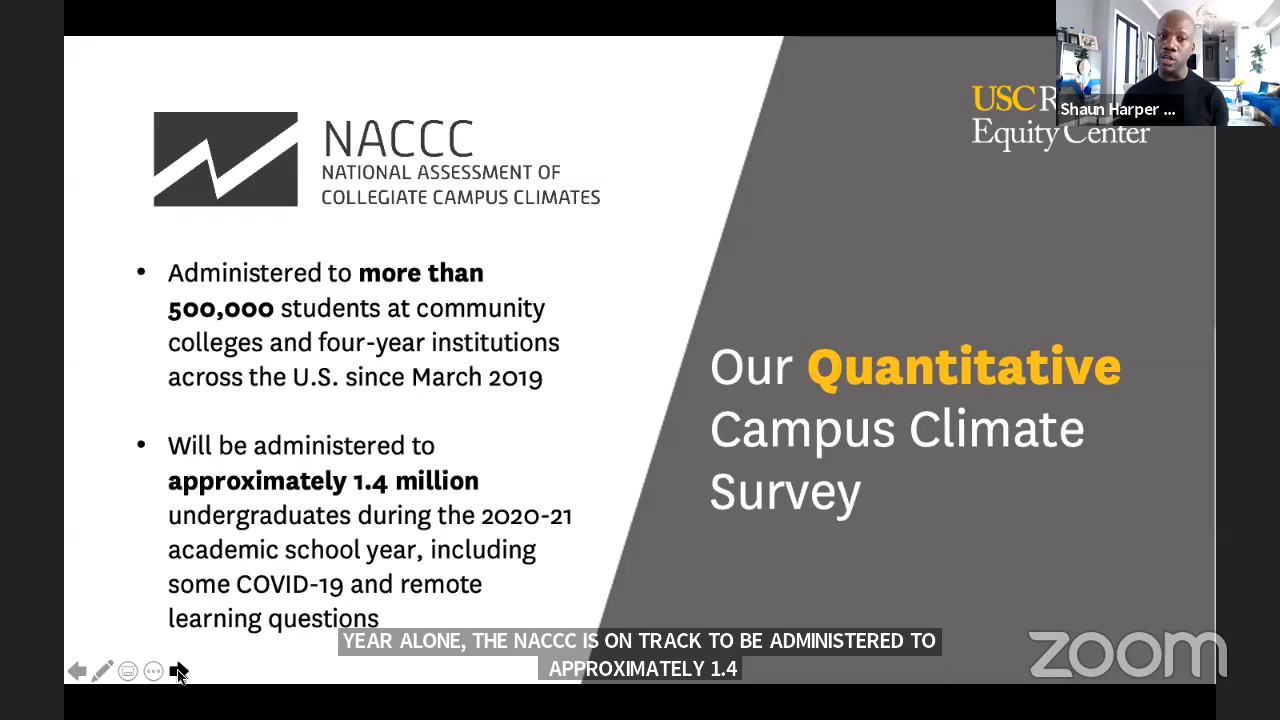 NACCC
NATIONAL ASSESSMENT OF
COLLEGIATE CAMPUS CLIMATES
• Administered to more than
500,000 students at community
colleges and four-year institutions
across the U.S. since March 2019
• Will be administered to
approximately 1.4 million
undergraduates during the 2020-21
academic school year, including
some COVID-19 and remote
learning questions
USC
Equity Center
Shaun Harper ...
Our Quantitative
Campus Climate
Survey
YEAR ALONE, THE NACCC IS ON TRACK TO BE ADMINISTERED TO
APPROXIMATELY 1.4
zoom